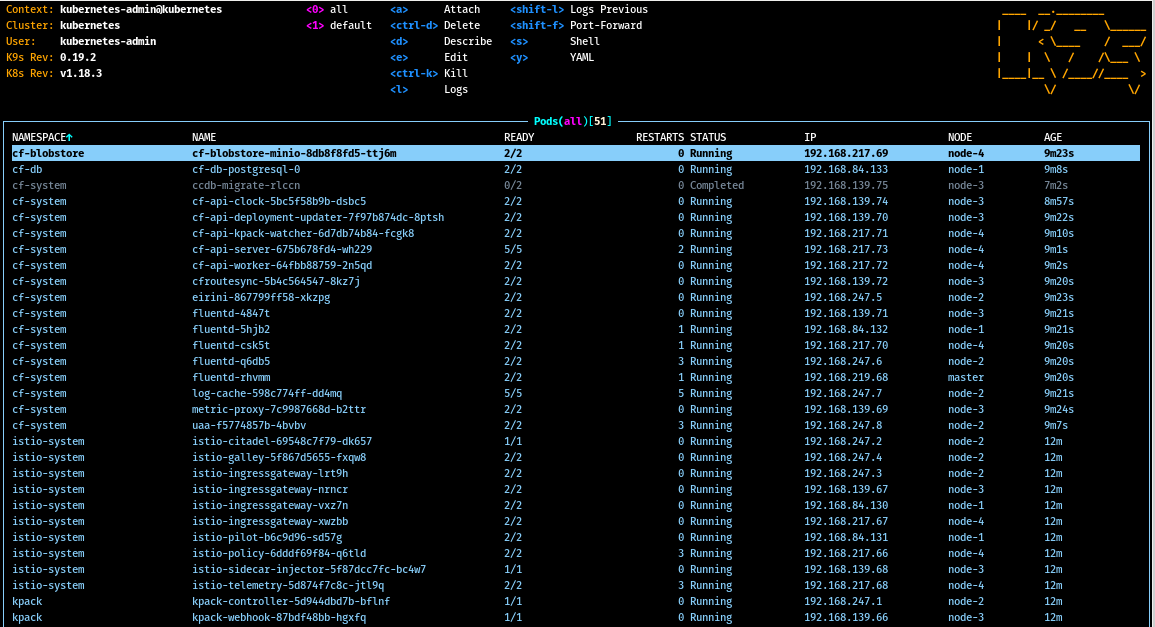 Context: kubernetes-admin@kubernetes <0> all <a> Attach <shift-l> Logs Previous
Cluster: kubernetes <1> default <ctrl-d> Delete <shift-f> Port-Forward
User: kubernetes-admin <d> Describe <s> Shell
K9s Rev: 0.19.2 <e> Edit <y> YAML
K8s Rev: v1.18.3 <ctrl-k> Kill
<l> Logs
Pods(all)[51]
NAMESPACE↑ NAME READY RESTARTS STATUS IP NODE AGE
cf-blobstore cf-blobstore-minio-8db8f8fd5-ttj6m 2/2 0 Running 192.168.217.69 node-4 9m23s
cf-db cf-db-postgresql-0 2/2 0 Running 192.168.84.133 node-1 9m8s
cf-system ccdb-migrate-rlccn 0/2 0 Completed 192.168.139.75 node-3 7m2s
cf-system cf-api-clock-5bc5f58b9b-dsbc5 2/2 0 Running 192.168.139.74 node-3 8m57s
cf-system cf-api-deployment-updater-7f97b874dc-8ptsh 2/2 0 Running 192.168.139.70 node-3 9m22s
cf-system cf-api-kpack-watcher-6d7db74b84-fcgk8 2/2 0 Running 192.168.217.71 node-4 9m10s
cf-system cf-api-server-675b678fd4-wh229 5/5 2 Running 192.168.217.73 node-4 9m1s
cf-system cf-api-worker-64fbb88759-2n5qd 2/2 0 Running 192.168.217.72 node-4 9m2s
cf-system cfroutesync-5b4c564547-8kz7j 2/2 0 Running 192.168.139.72 node-3 9m20s
cf-system eirini-867799ff58-xkzpg 2/2 0 Running 192.168.247.5 node-2 9m23s
cf-system fluentd-4847t 2/2 0 Running 192.168.139.71 node-3 9m21s
cf-system fluentd-5hjb2 2/2 1 Running 192.168.84.132 node-1 9m21s
cf-system fluentd-csk5t 2/2 1 Running 192.168.217.70 node-4 9m20s
cf-system fluentd-q6db5 2/2 3 Running 192.168.247.6 node-2 9m20s
cf-system fluentd-rhvmm 2/2 1 Running 192.168.219.68 master 9m20s
cf-system log-cache-598c774ff-dd4mq 5/5 5 Running 192.168.247.7 node-2 9m21s
cf-system metric-proxy-7c9987668d-b2ttr 2/2 0 Running 192.168.139.69 node-3 9m24s
cf-system uaa-f5774857b-4bvbv 2/2 3 Running 192.168.247.8 node-2 9m7s
istio-system istio-citadel-69548c7f79-dk657 1/1 0 Running 192.168.247.2 node-2 12m
istio-system istio-galley-5f867d5655-fxqw8 2/2 0 Running 192.168.247.4 node-2 12m
istio-system istio-ingressgateway-lrt9h 2/2 0 Running 192.168.247.3 node-2 12m
istio-system istio-ingressgateway-nrncr 2/2 0 Running 192.168.139.67 node-3 12m
istio-system istio-ingressgateway-vxz7n 2/2 0 Running 192.168.84.130 node-1 12m
istio-system istio-ingressgateway-xwzbb 2/2 0 Running 192.168.217.67 node-4 12m
istio-system istio-pilot-b6c9d96-sd57g 2/2 0 Running 192.168.84.131 node-1 12m
istio-system istio-policy-6dddf69f84-q6tld 2/2 3 Running 192.168.217.66 node-4 12m
istio-system istio-sidecar-injector-5f87dcc7fc-bc4w7 1/1 0 Running 192.168.139.68 node-3 12m
istio-system istio-telemetry-5d874f7c8c-jtl9q 2/2 3 Running 192.168.217.68 node-4 12m
kpack kpack-controller-5d944dbd7b-bflnf 1/1 0 Running 192.168.247.1 node-2 12m
kpack kpack-webhook-87bdf48bb-hgxfq 1/1 0 Running 192.168.139.66 node-3 12m